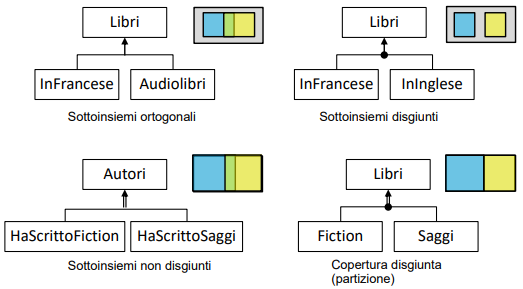 Libri
InFrancese
Audiolibri
Sottoinsiemi ortogonali
Libri
InFrancese
InInglese
Sottoinsiemi disgiunti
Autori
HaScrittoFiction
HaScrittoSaggi
Sottoinsiemi non disgiunti
Libri
Fiction
Saggi
Copertura disgiunta
(partizione)